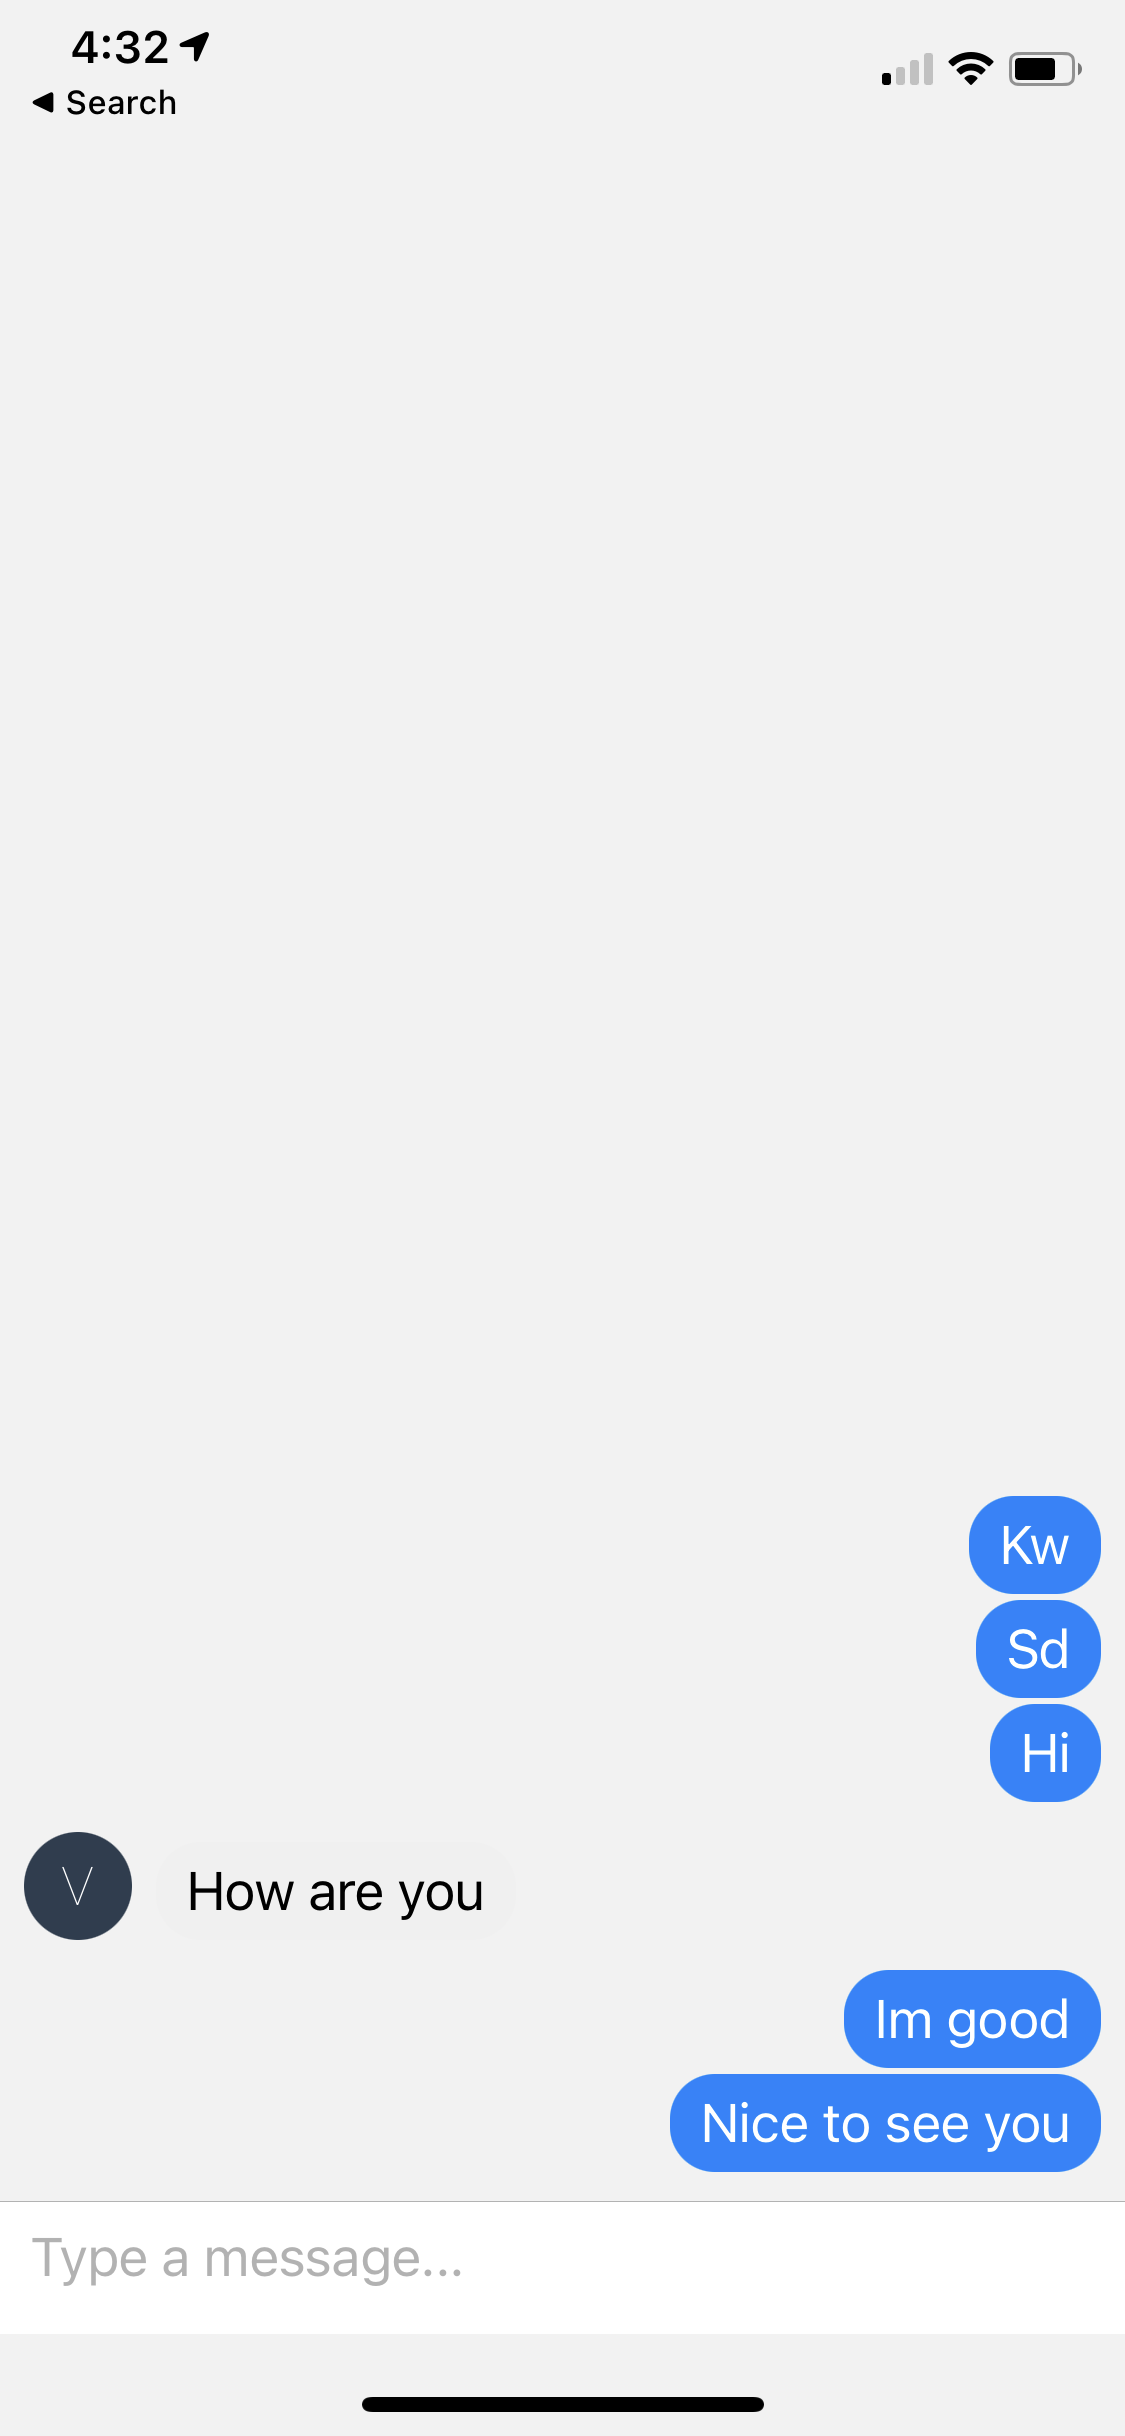 4:32
Search
Kw
Sd
Hi
V
How are you
Im good
Nice to see you
Type a message...